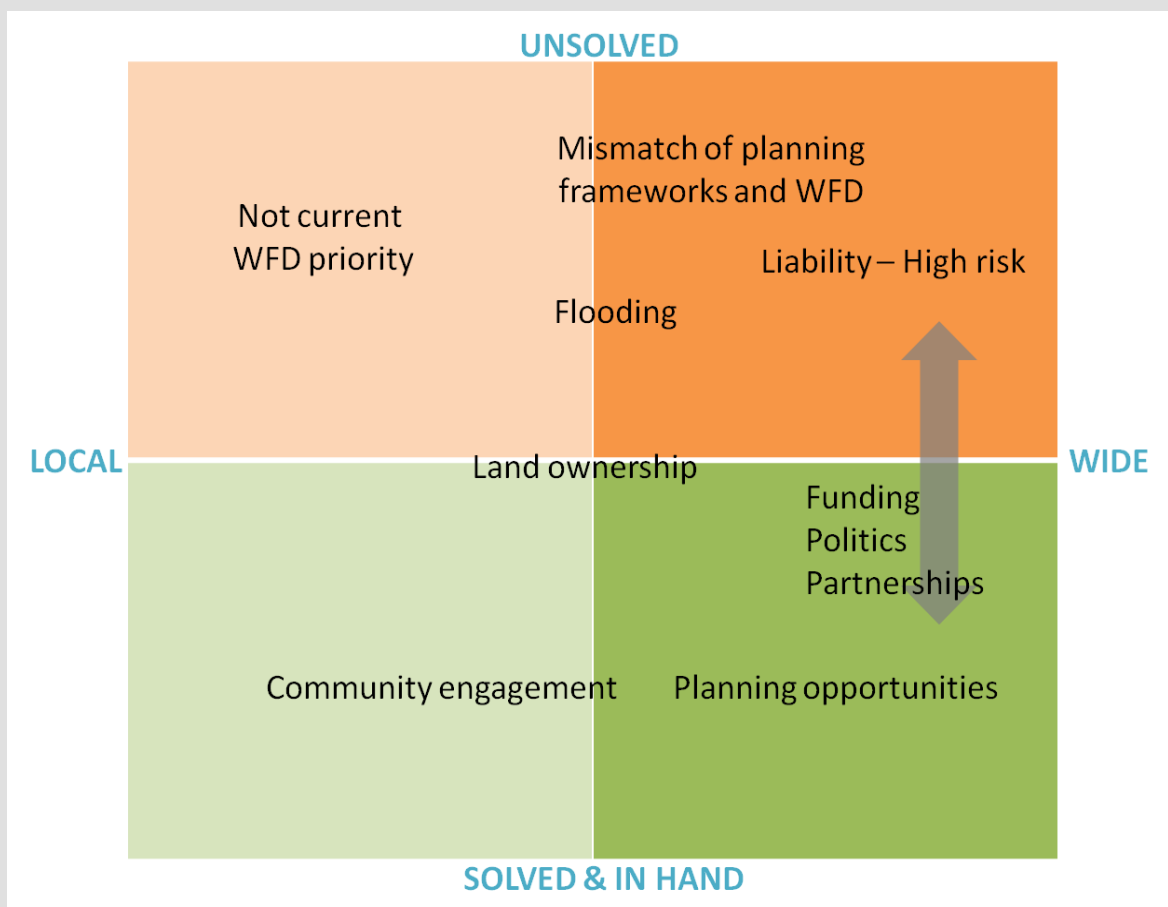 UNSOLVED
Mismatch of planning
frameworks and WFD
Not current
WFD priority
Liability – High risk
Flooding
LOCAL
WIDE
Land ownership
Funding
Politics
Partnerships
Community engagement
Planning opportunities
SOLVED & IN HAND